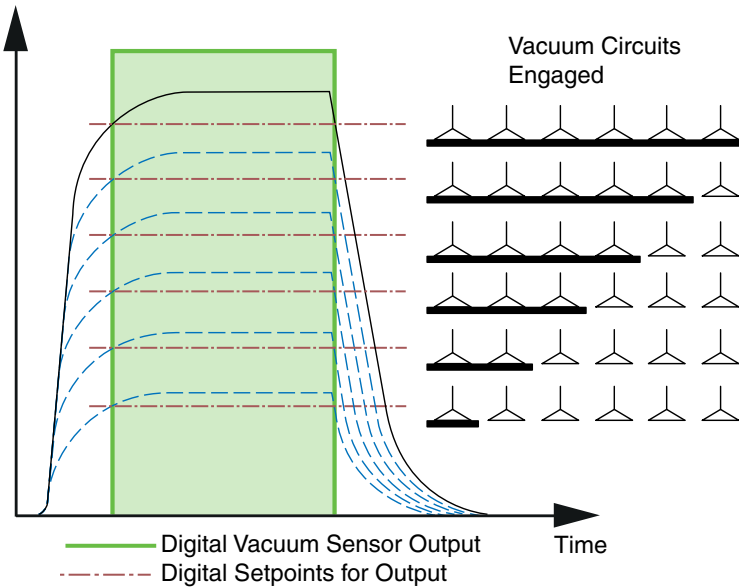 Vacuum Circuits
Engaged
Time
Digital Vacuum Sensor Output
Digital Setpoints for Output